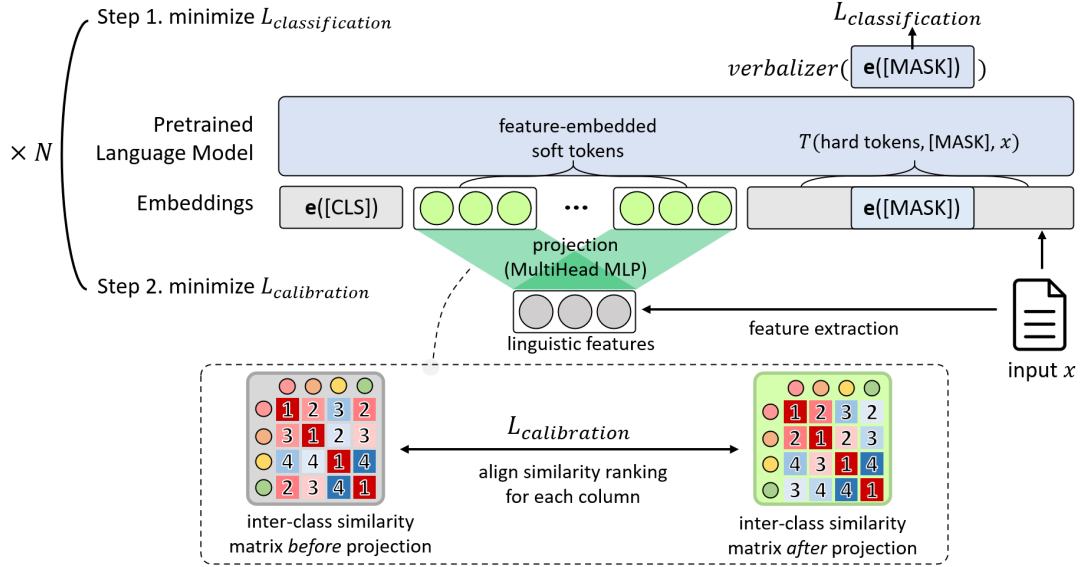 Step 1. minimize L_classification
L_classification
verbalizer( e([MASK]) )
Pretrained
Language Model
feature-embedded
soft tokens
T(hard tokens, [MASK], x)
× N
Embeddings
e([CLS])
...
e([MASK])
projection
(MultiHead MLP)
Step 2. minimize L_calibration
linguistic features
feature extraction
input x
1 2 3 2
3 1 2 3
4 4 1 4
2 3 4 1
L_calibration
align similarity ranking
for each column
1 2 3 2
2 1 2 3
4 3 1 4
3 4 4 1
inter-class similarity
matrix before projection
inter-class similarity
matrix after projection